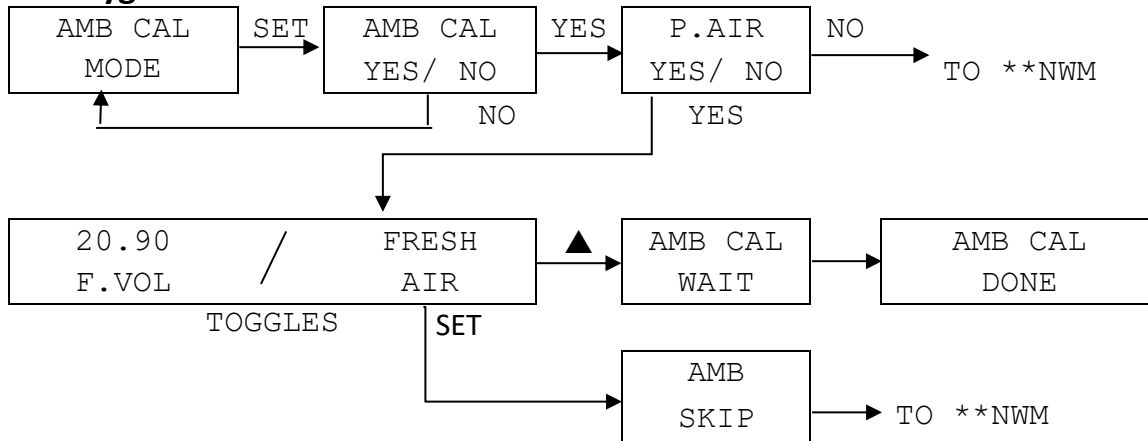 AMB CAL SET AMB CAL YES P.AIR NO
MODE YES/ NO YES/ NO TO **NWM
NO YES
20.90 / FRESH ▲ AMB CAL AMB CAL
F.VOL AIR WAIT DONE
TOGGLES SET
AMB
SKIP TO **NWM